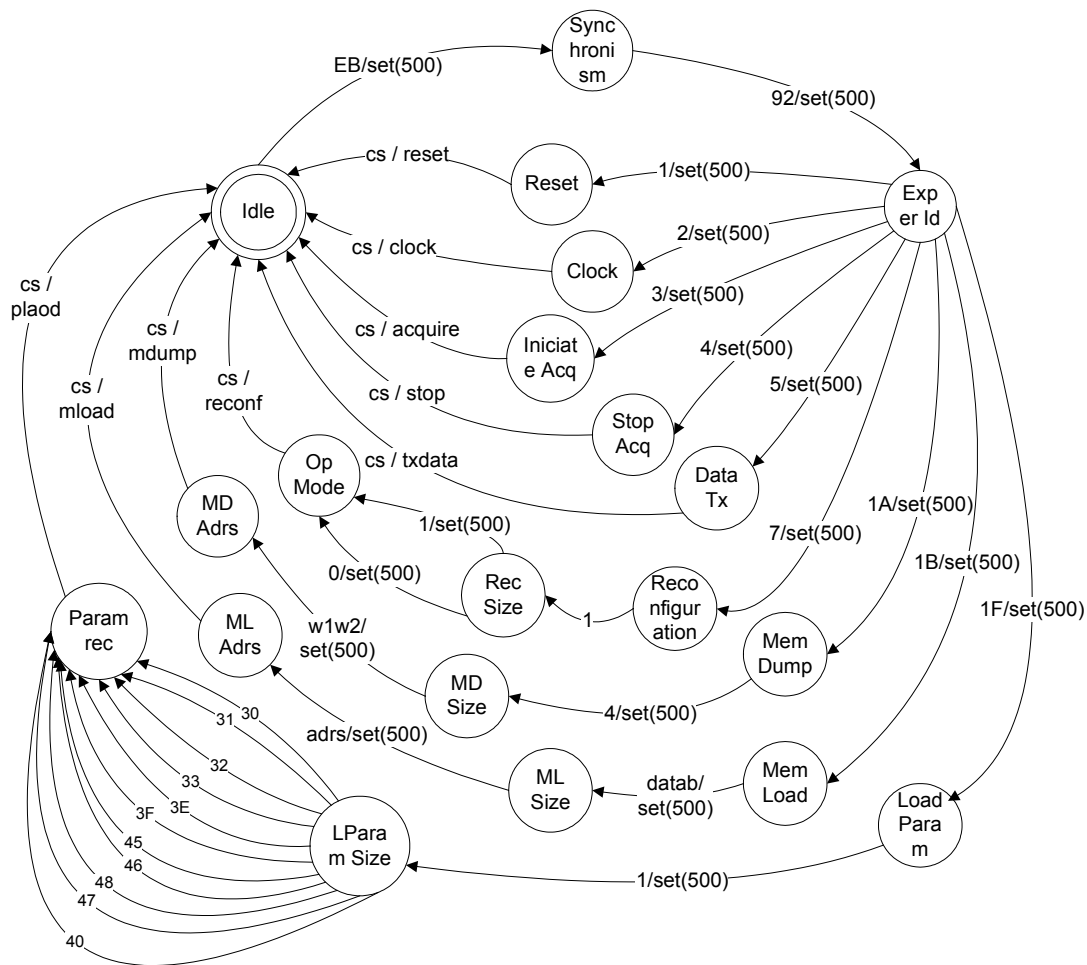 Sync
hroni
sm
EB/set(500)
92/set(500)
cs / reset
Reset
1/set(500)
Exp
er Id
Idle
2/set(500)
cs / clock
Clock
3/set(500)
cs /
plaod
cs /
mdump
cs / acquire
Iniciat
e Acq
4/set(500)
cs /
mload
cs /
reconf
cs / stop
5/set(500)
Stop
Acq
cs / txdata
Op
Mode
Data
Tx
MD
Adrs
1A/set(500)
1/set(500)
7/set(500)
1B/set(500)
0/set(500)
Rec
Size
1
Reco
nfigur
ation
1F/set(500)
Param
rec
ML
Adrs
w1w2/
set(500)
Mem
Dump
MD
Size
4/set(500)
30
31
adrs/set(500)
32
33
3E
3F
45
46
48
47
40
ML
Size
datab/
set(500)
Mem
Load
Load
Para
m
LPara
m Size
1/set(500)